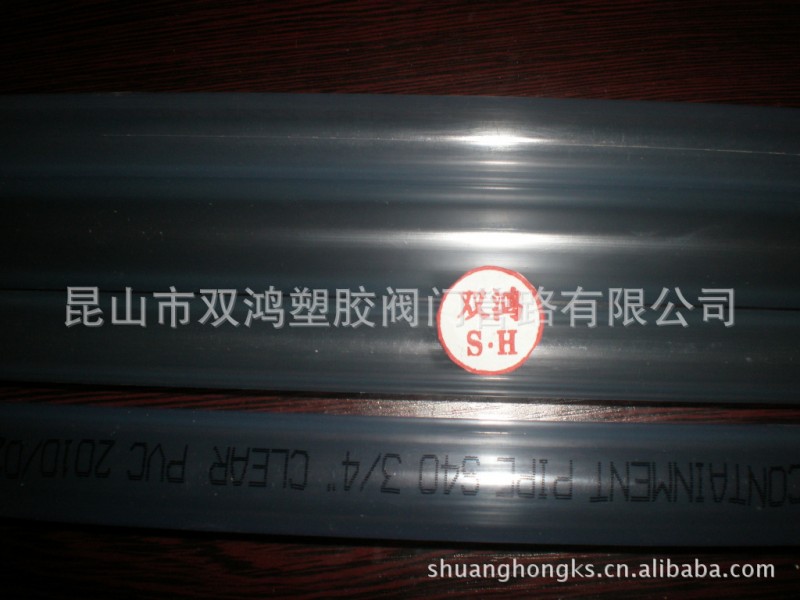 昆山市双鸿塑胶阀门管路有限公司
双鸿
S·H
CONTAINMENT PIPE S40 3/4" CLEAR PVC 2010/0
shuanghongks.cn.alibaba.com